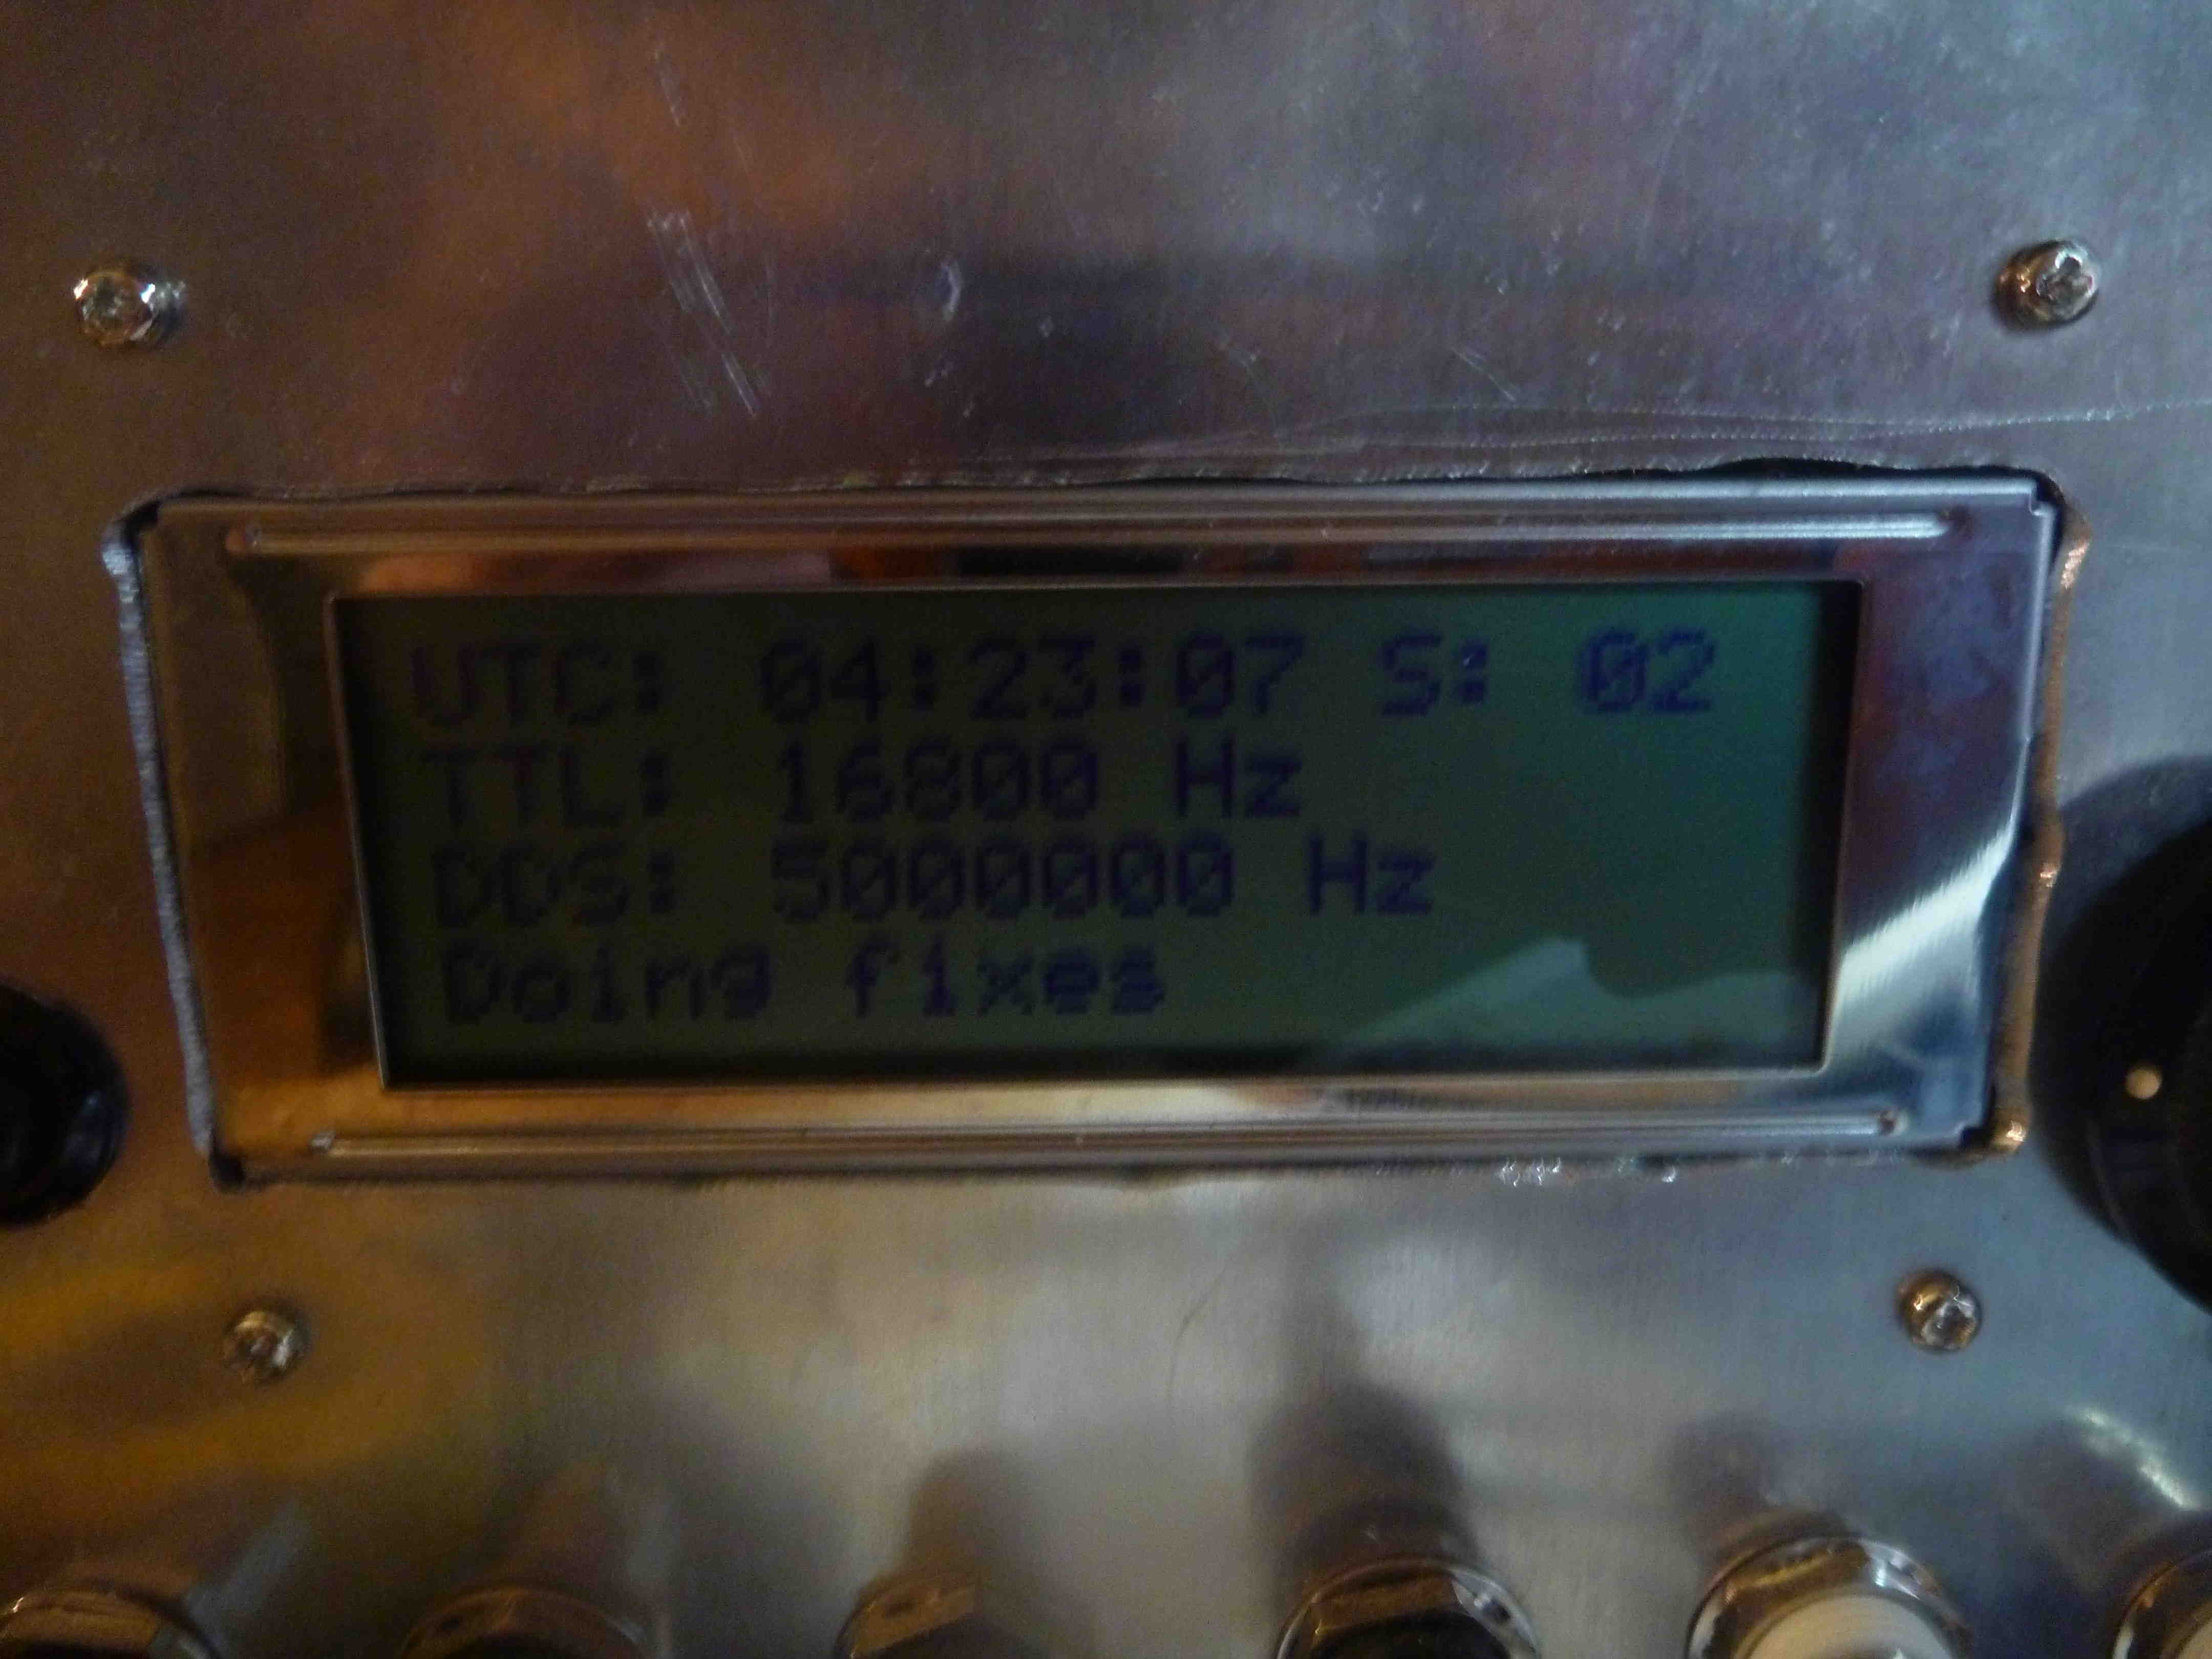 UTC: 04:23:07 S: 02
TTL: 16800 Hz
DDS: 5000000 Hz
Doing fixes